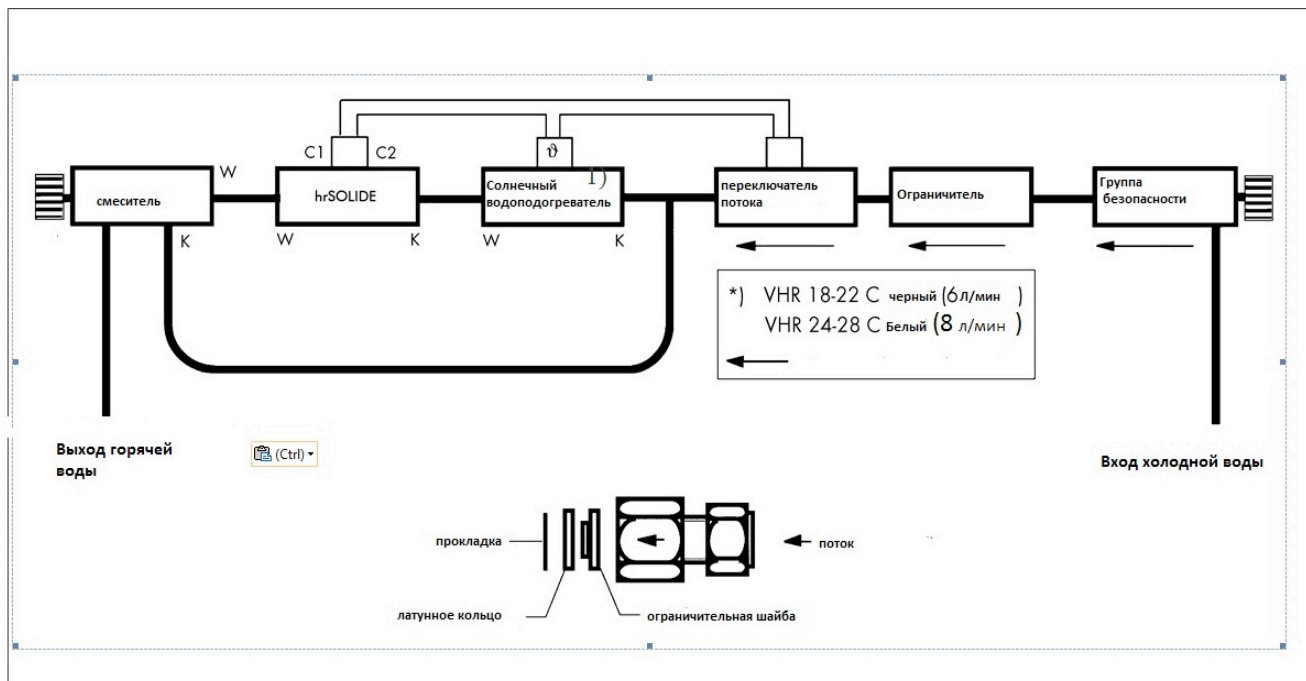 C1
C2
ϑ
1)
W
смеситель
hrSOLIDE
Солнечный
водоподогреватель
переключатель
потока
Ограничитель
Группа
безопасности
K
W
K
W
K
*) VHR 18-22 C черный (6 л/мин )
VHR 24-28 C Белый (8 л/мин )
Выход горячей
воды
(Ctrl)
Вход холодной воды
прокладка
поток
латунное кольцо
ограничительная шайба